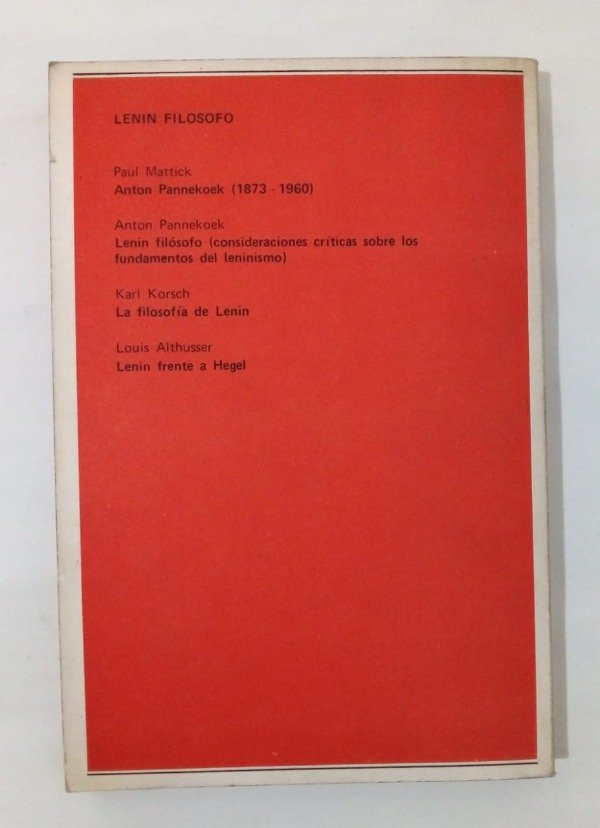 LENIN FILOSOFO
Paul Mattick
Anton Pannekoek (1873 - 1960)
Anton Pannekoek
Lenin filósofo (consideraciones críticas sobre los
fundamentos del leninismo)
Karl Korsch
La filosofía de Lenin
Louis Althusser
Lenin frente a Hegel